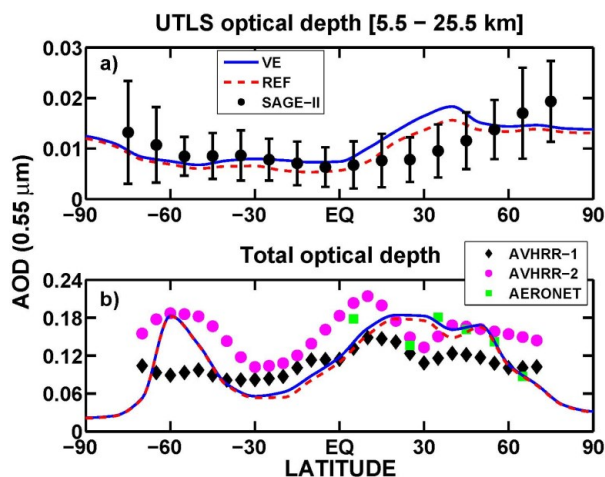 UTLS optical depth [5.5 − 25.5 km]
0.03
a)
VE
REF
SAGE−II
0.02
0.01
0
−90 −60 −30 EQ 30 60 90
AOD (0.55 μm)
Total optical depth
AVHRR−1
AVHRR−2
AERONET
0.24
b)
0.18
0.12
0.06
0
−90 −60 −30 EQ 30 60 90
LATITUDE